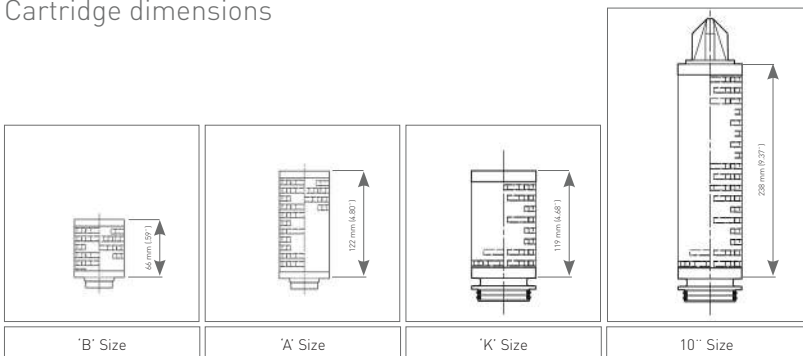 Cartridge dimensions
66 mm (.59")
122 mm (4.80")
119 mm (4.68")
238 mm (9.37")
'B' Size
'A' Size
'K' Size
10" Size